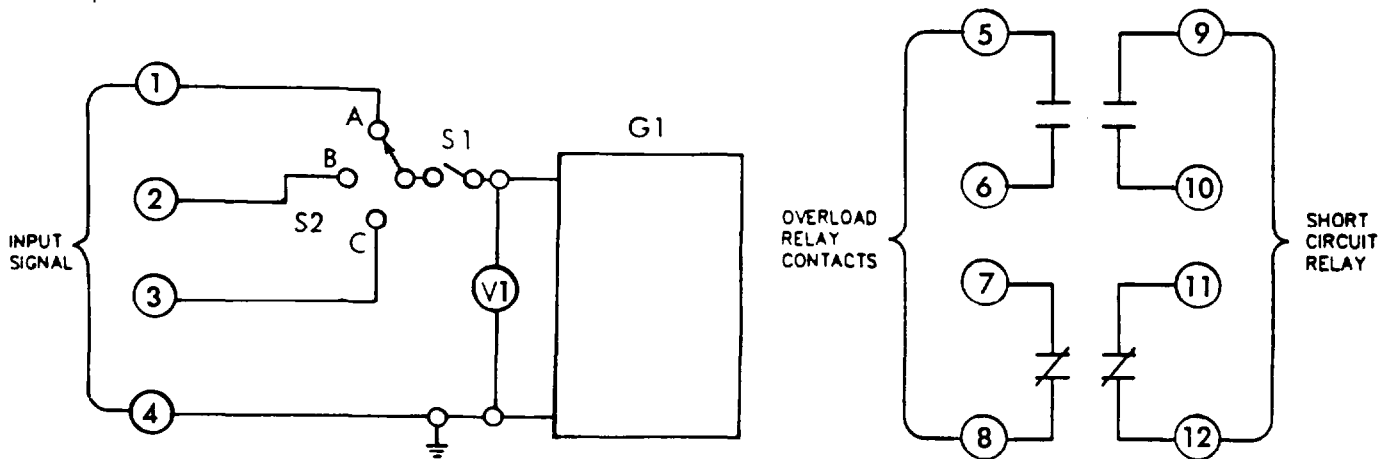 1
A
S1
G1
B
2
S2
C
INPUT
SIGNAL
3
V1
4
5
9
6
10
OVERLOAD
RELAY
CONTACTS
SHORT
CIRCUIT
RELAY
7
11
8
12